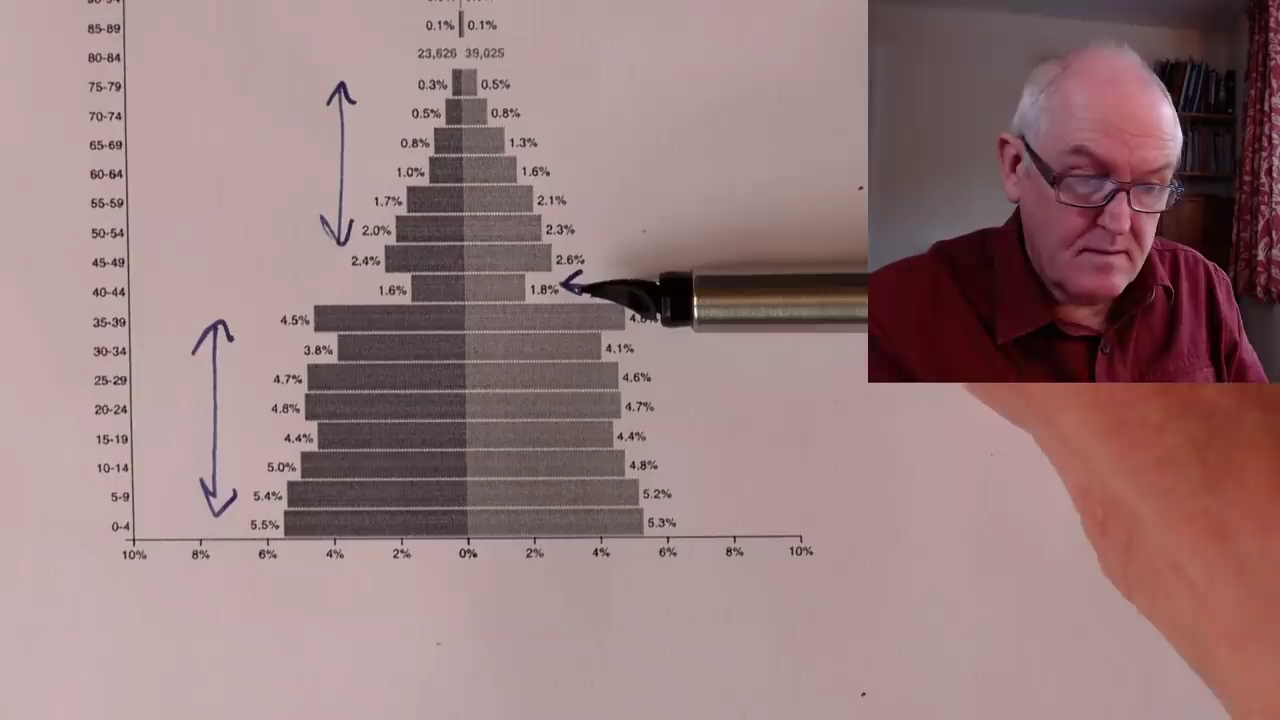 85-89 0.1% 0.1%
80-84 23,626 39,025
75-79 0.3% 0.5%
70-74 0.5% 0.8%
65-69 0.8% 1.3%
60-64 1.0% 1.6%
55-59 1.7% 2.1%
50-54 2.0% 2.3%
45-49 2.4% 2.6%
40-44 1.6% 1.8%
35-39 4.5%
30-34 3.8% 4.1%
25-29 4.7% 4.6%
20-24 4.8% 4.7%
15-19 4.4% 4.4%
10-14 5.0% 4.8%
5-9 5.4% 5.2%
0-4 5.5% 5.3%
10% 8% 6% 4% 2% 0% 2% 4% 6% 8% 10%